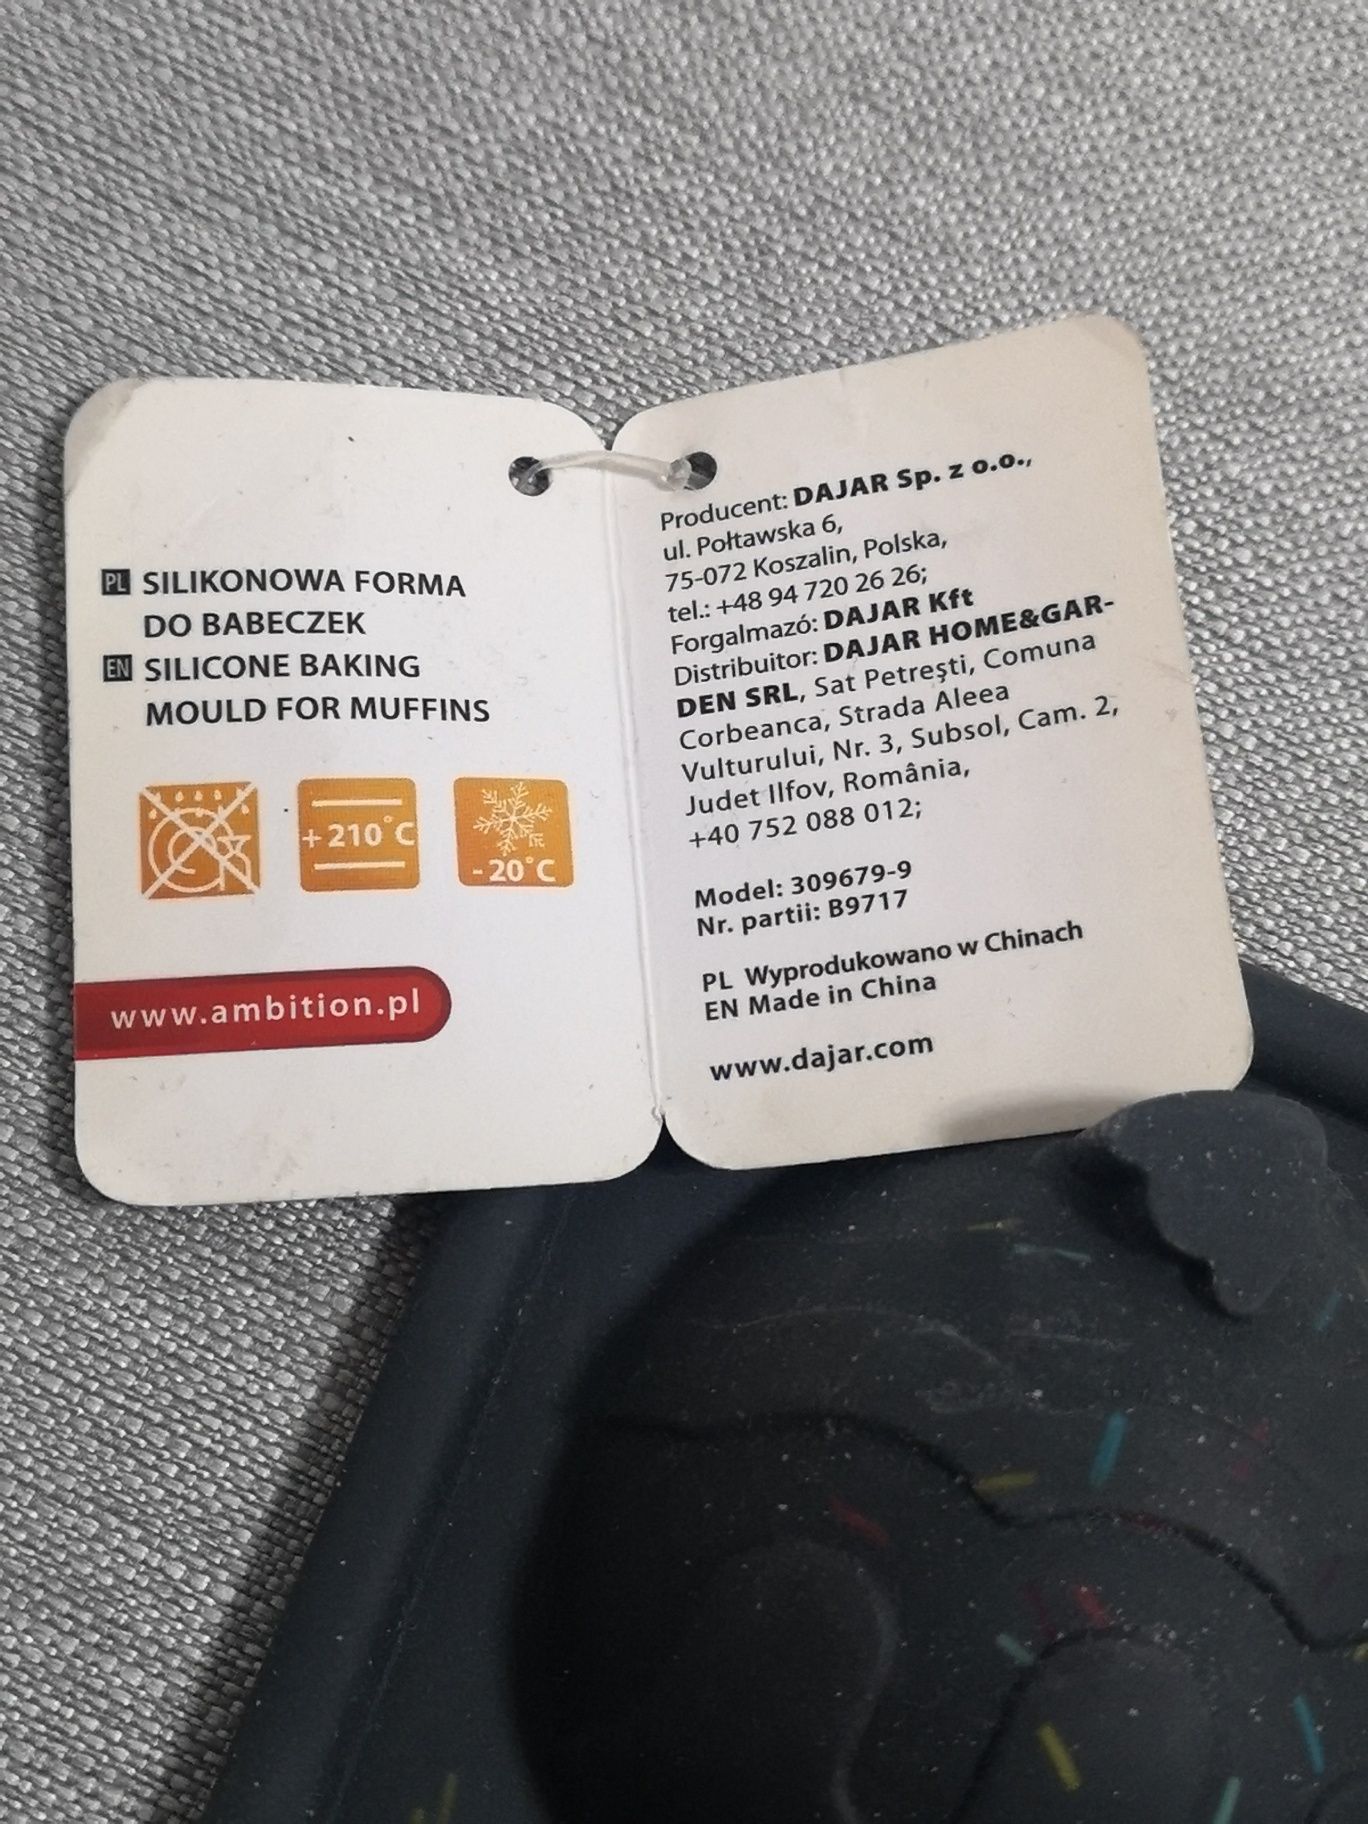 PL SILIKONOWA FORMA
DO BABECZEK
EN SILICONE BAKING
MOULD FOR MUFFINS
+210°C
-20°C
www.ambition.pl
Producent: DAJAR Sp. z o.o.,
ul. Połtawska 6,
75-072 Koszalin, Polska,
tel.: +48 94 720 26 26;
Forgalmazó: DAJAR Kft
Distribuitor: DAJAR HOME&GAR-
DEN SRL, Sat Petreşti, Comuna
Corbeanca, Strada Aleea
Vulturului, Nr. 3, Subsol, Cam. 2,
Judet Ilfov, România,
+40 752 088 012;
Model: 309679-9
Nr. partii: B9717
PL Wyprodukowano w Chinach
EN Made in China
www.dajar.com